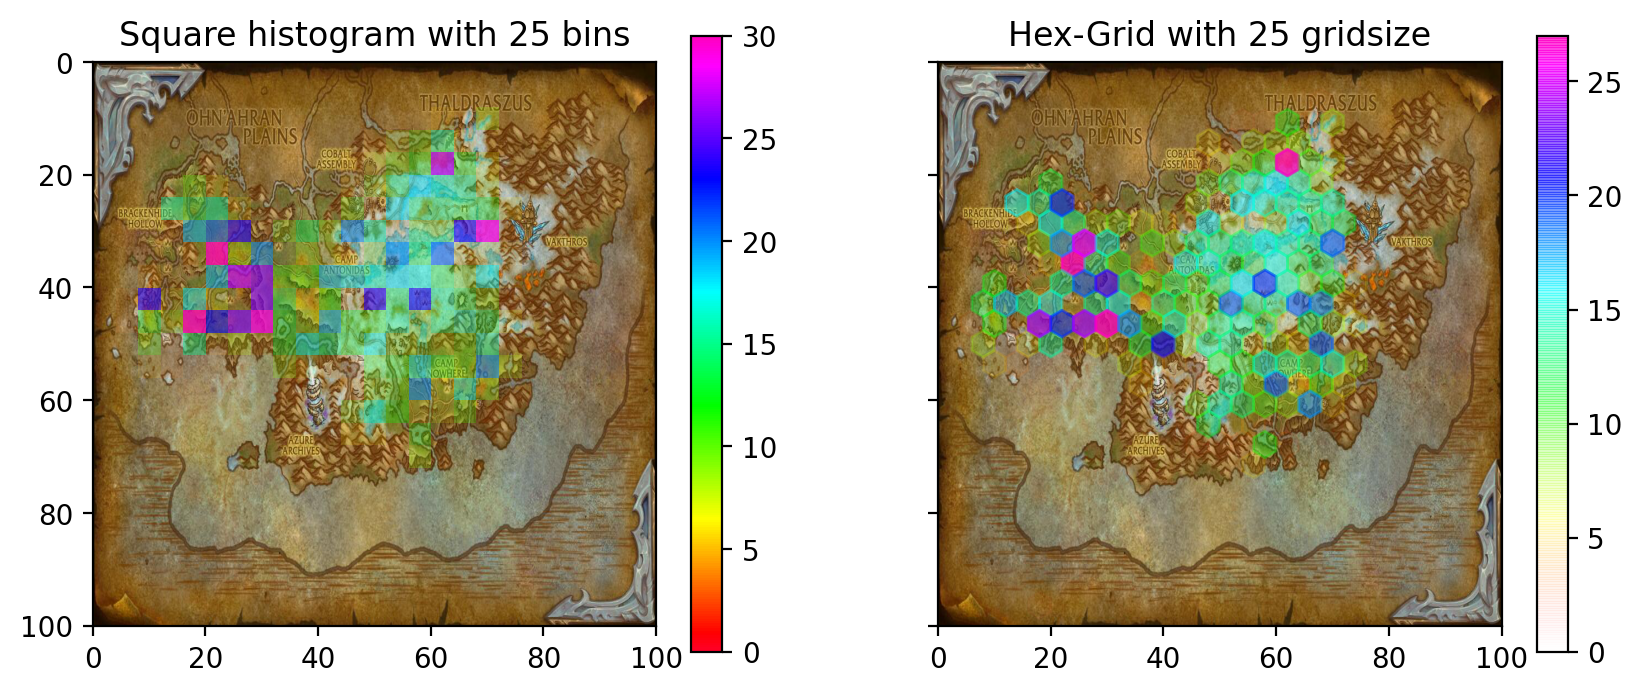 Square histogram with 25 bins
Hex-Grid with 25 gridsize
0
20
40
60
80
100
0
20
40
60
80
100
30
25
20
15
10
5
0
OHN'AHRAN
PLAINS
THALDRASZUS
COBALT
ASSEMBLY
BRACKENHIDE
HOLLOW
VAKTHROS
CAMP
ANTONIDAS
CAMP
NOWHERE
AZURE
ARCHIVES
0
20
40
60
80
100
25
20
15
10
5
0
OHN'AHRAN
PLAINS
THALDRASZUS
COBALT
ASSEMBLY
BRACKENHIDE
HOLLOW
VAKTHROS
CAMP
ANTONIDAS
CAMP
NOWHERE
AZURE
ARCHIVES